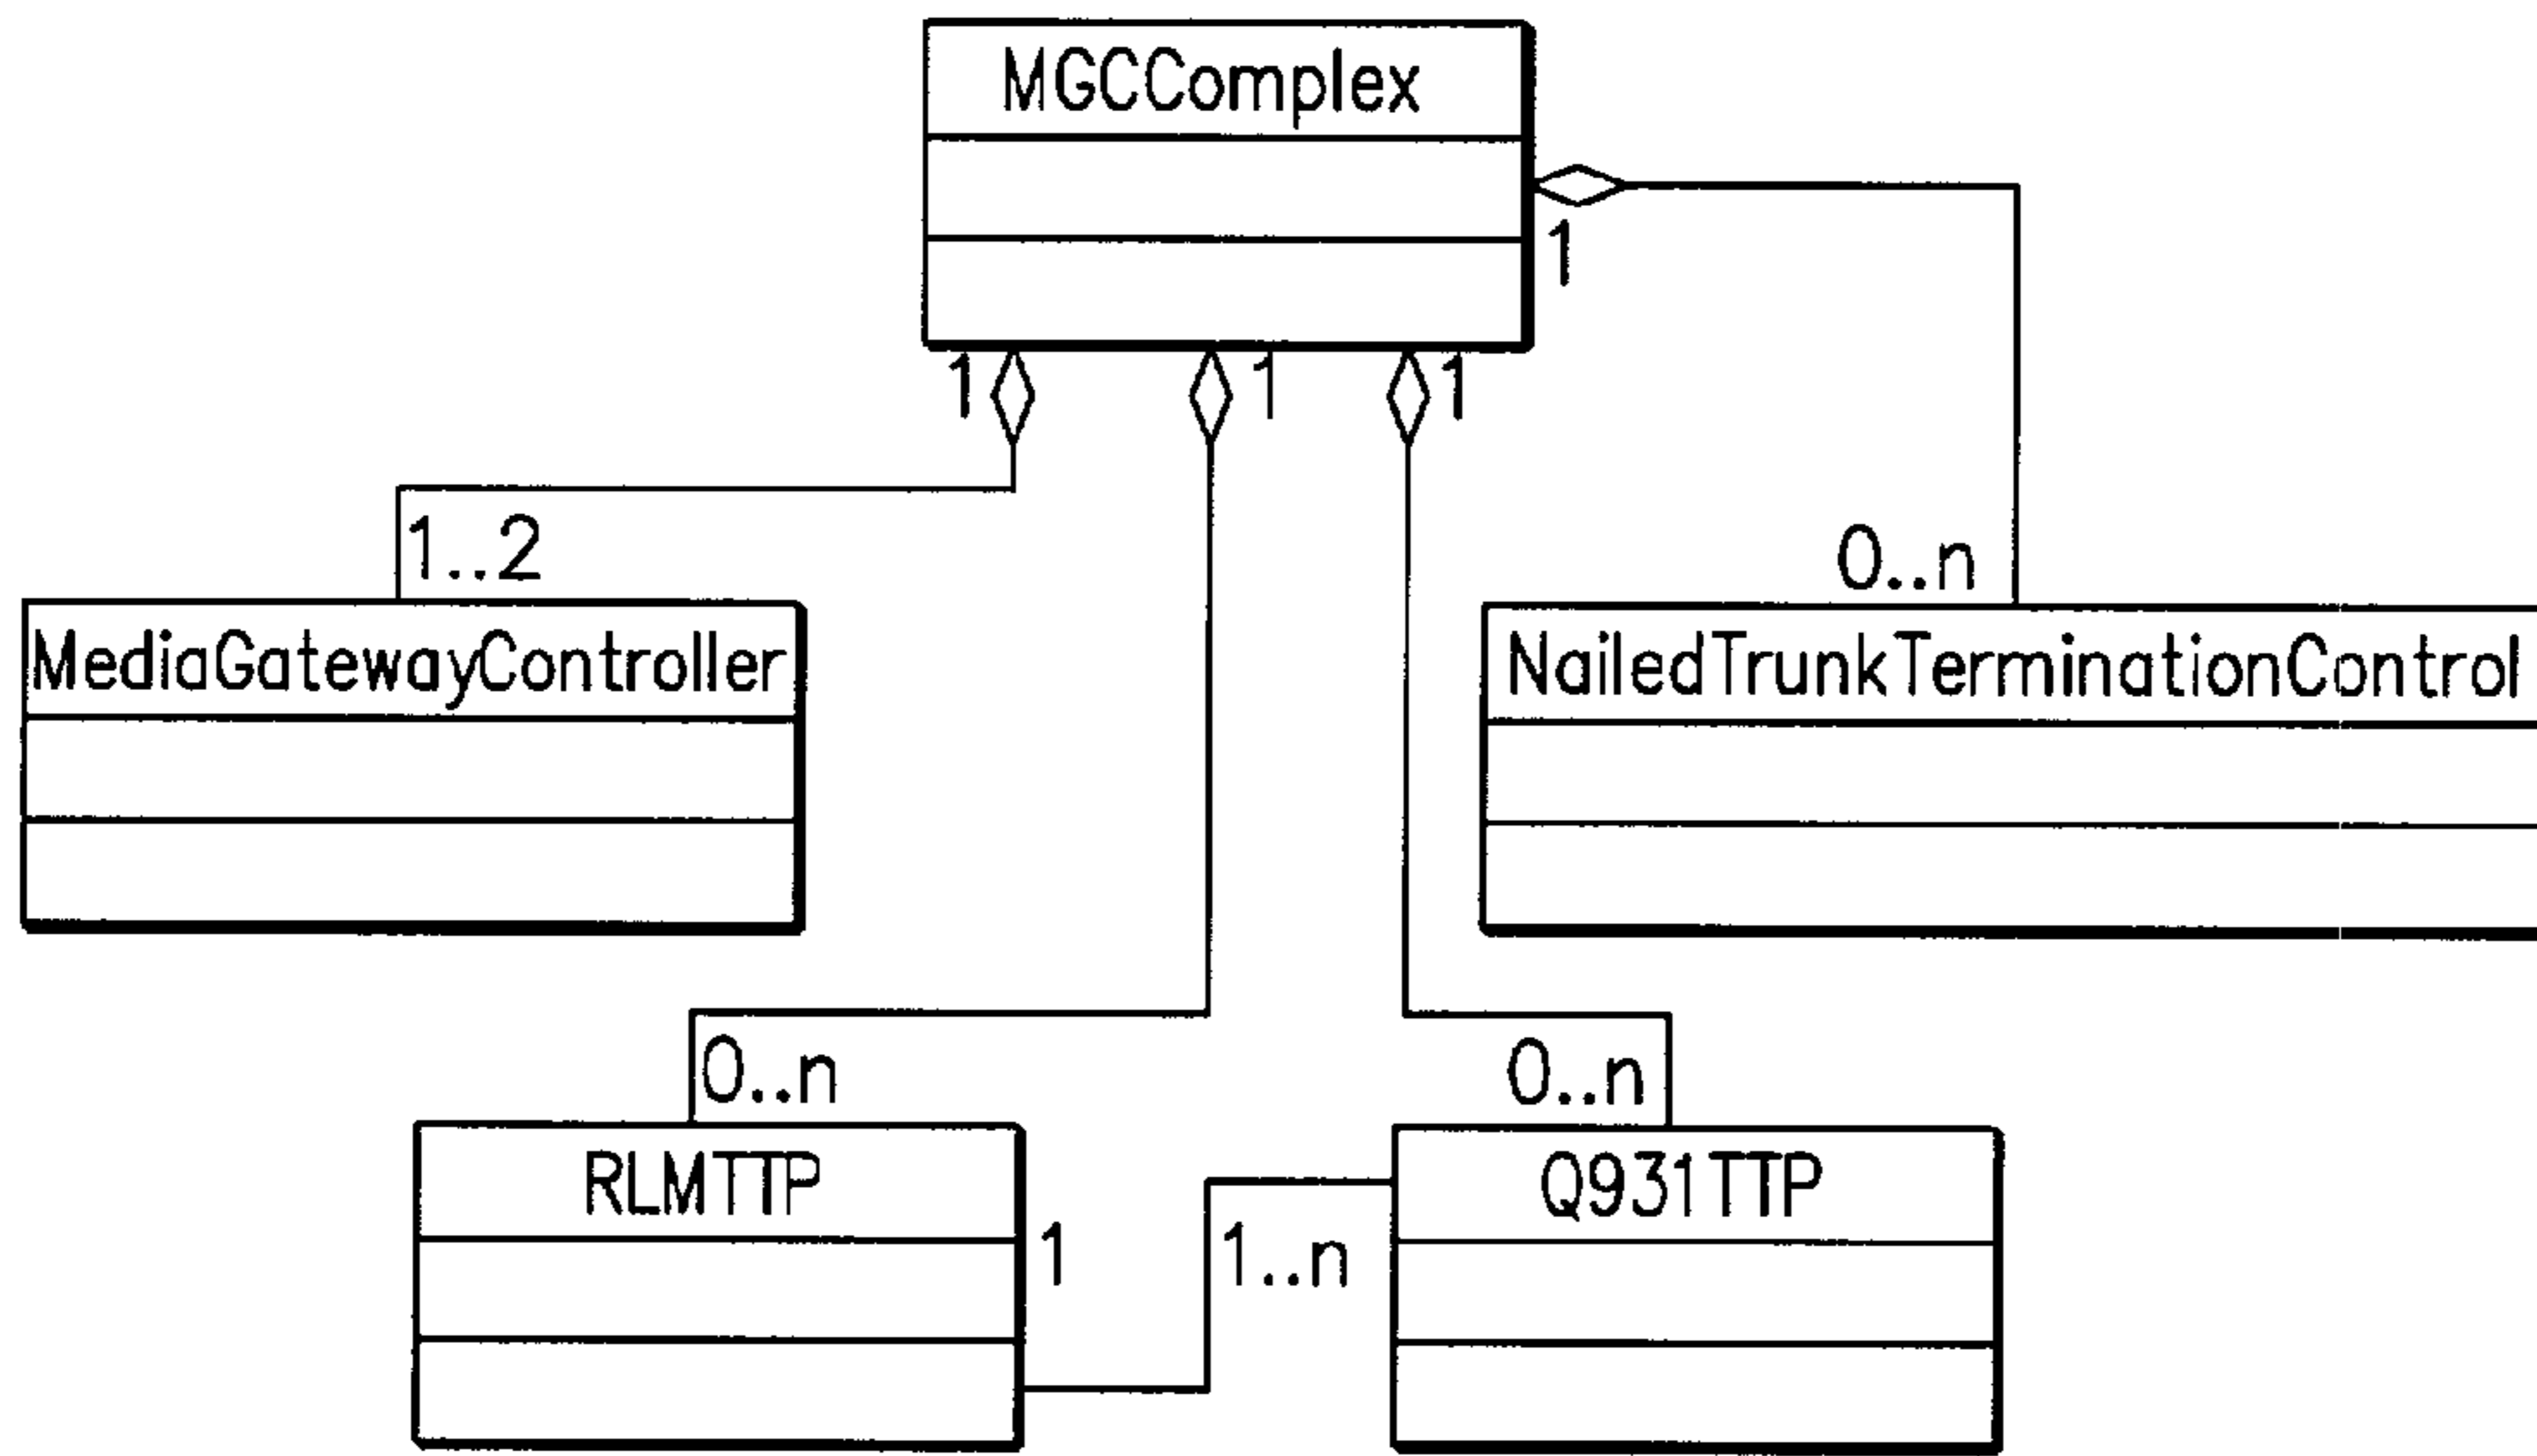 MGCComplex
1
1 1 1
1..2
0..n
MediaGatewayController
NailedTrunkTerminationControl
0..n
0..n
RLMTTP
Q931TTP
1
1..n